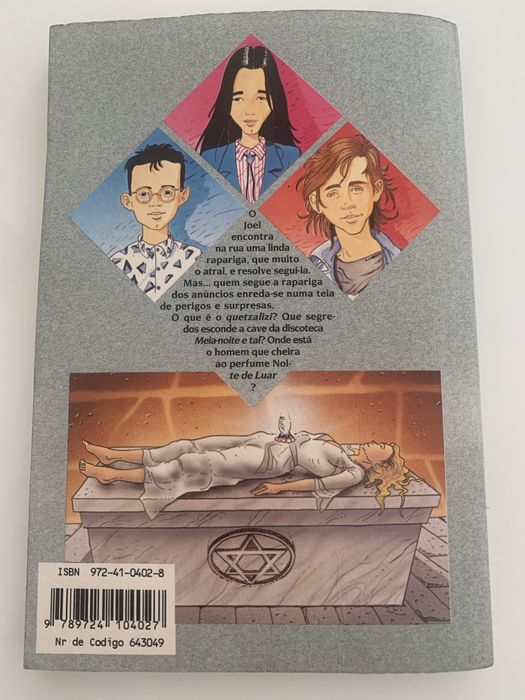 O
Joel
encontra
na rua uma linda
rapariga, que muito
o atrai, e resolve segui-la.
Mas... quem segue a rapariga
dos anúncios enreda-se numa teia
de perigos e surpresas.
O que é o quetzalizi? Que segre-
dos esconde a cave da discoteca
Meia-noite e tal? Onde está
o homem que cheira
ao perfume Noi-
te de Luar
?
ISBN 972-41-0402-8
9 789724 104027
Nr de Codigo 643049